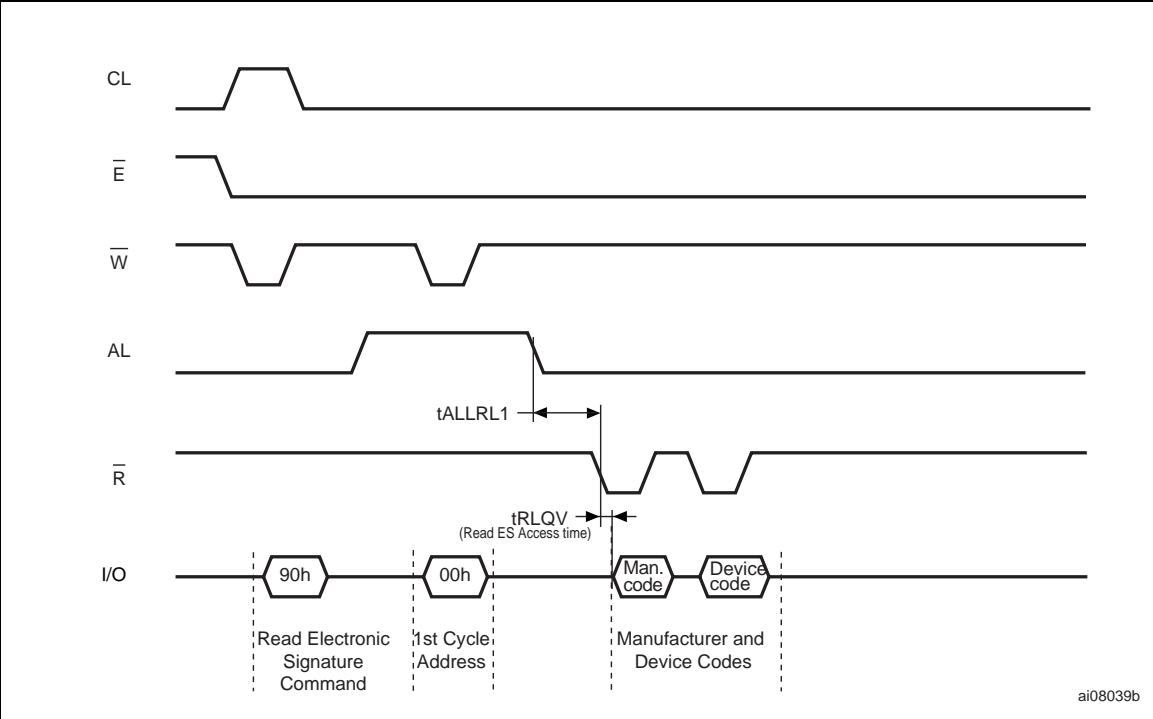 CL
E
W
AL
tALLRL1
R
tRLQV
(Read ES Access time)
I/O
90h
00h
Man.
code
Device
code
Read Electronic
Signature
Command
1st Cycle
Address
Manufacturer and
Device Codes
ai08039b